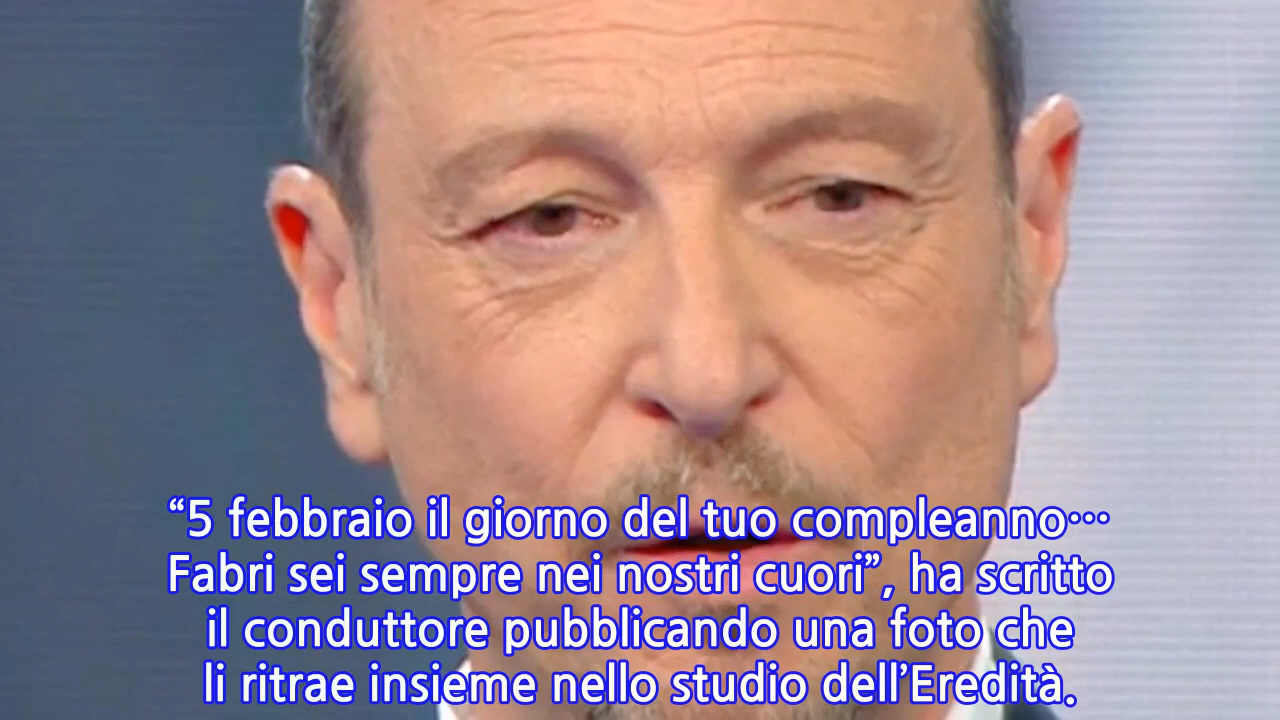 “5 febbraio il giorno del tuo compleanno…
Fabri sei sempre nei nostri cuori”, ha scritto
il conduttore pubblicando una foto che
li ritrae insieme nello studio dell’Eredità.